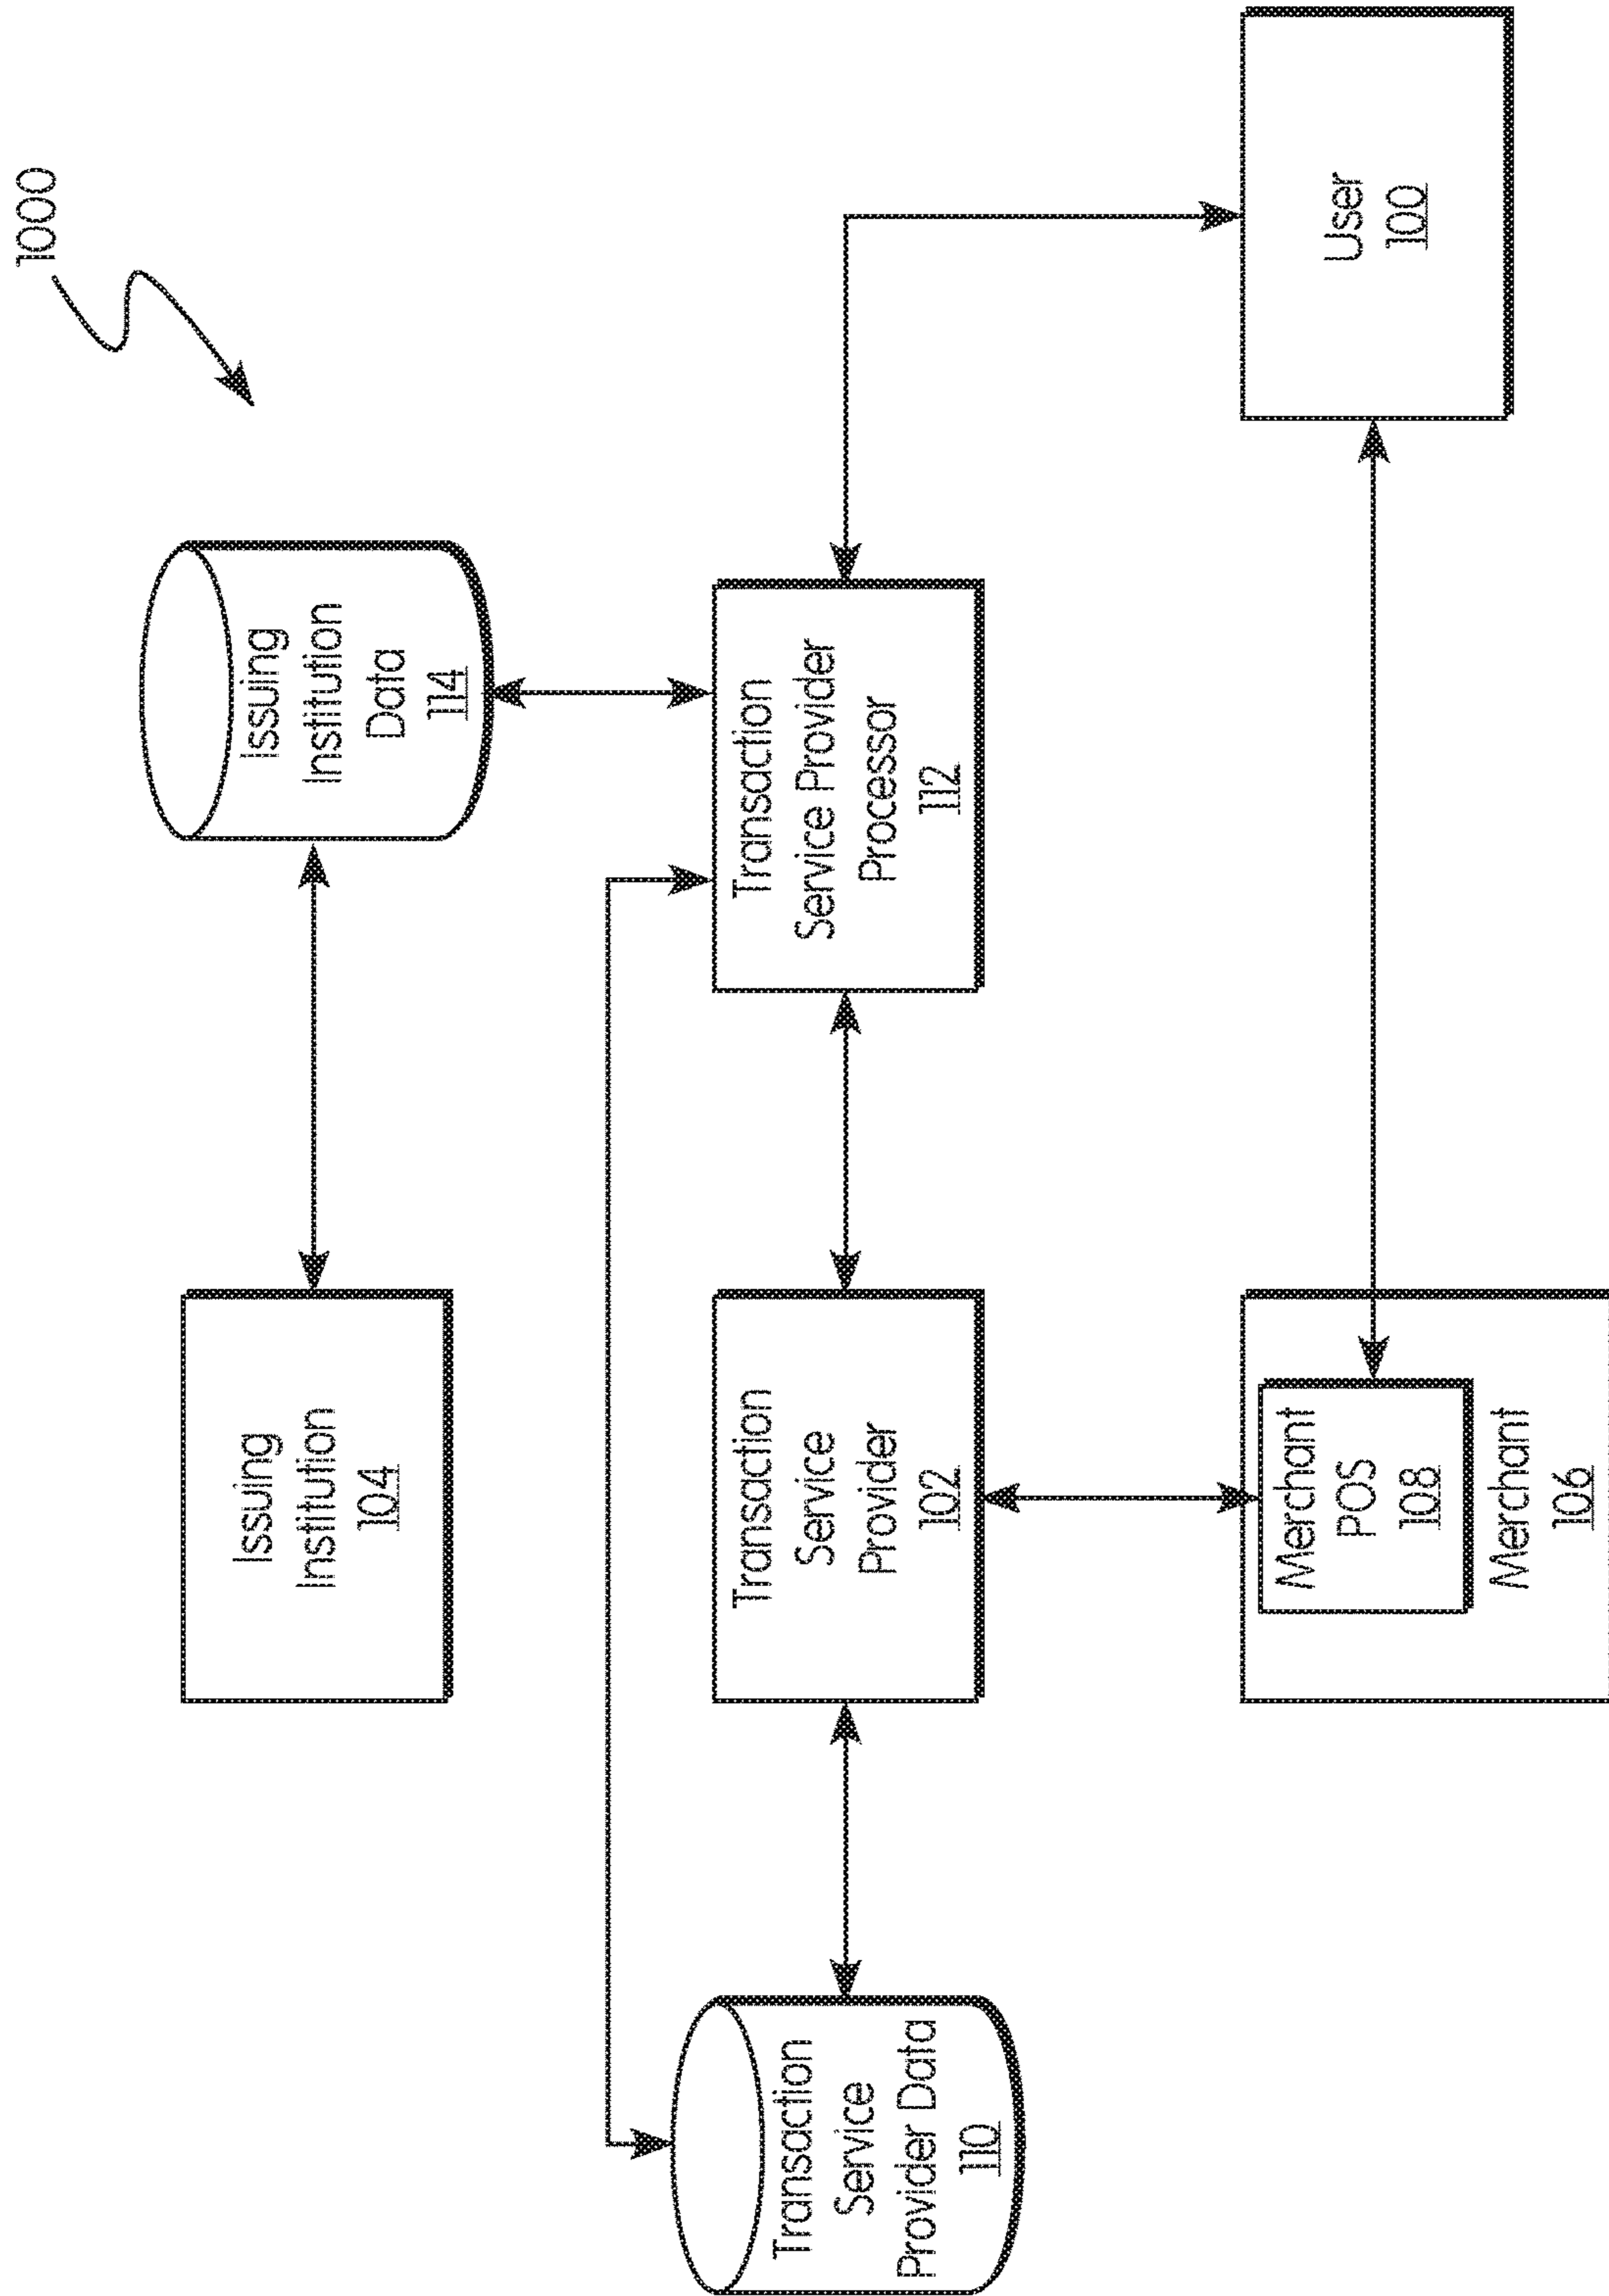 1000
Issuing
Institution
104
Issuing
Institution
Data
114
Transaction
Service
Provider Data
110
Transaction
Service
Provider
102
Transaction
Service Provider
Processor
112
Merchant
POS
108
Merchant
106
User
100